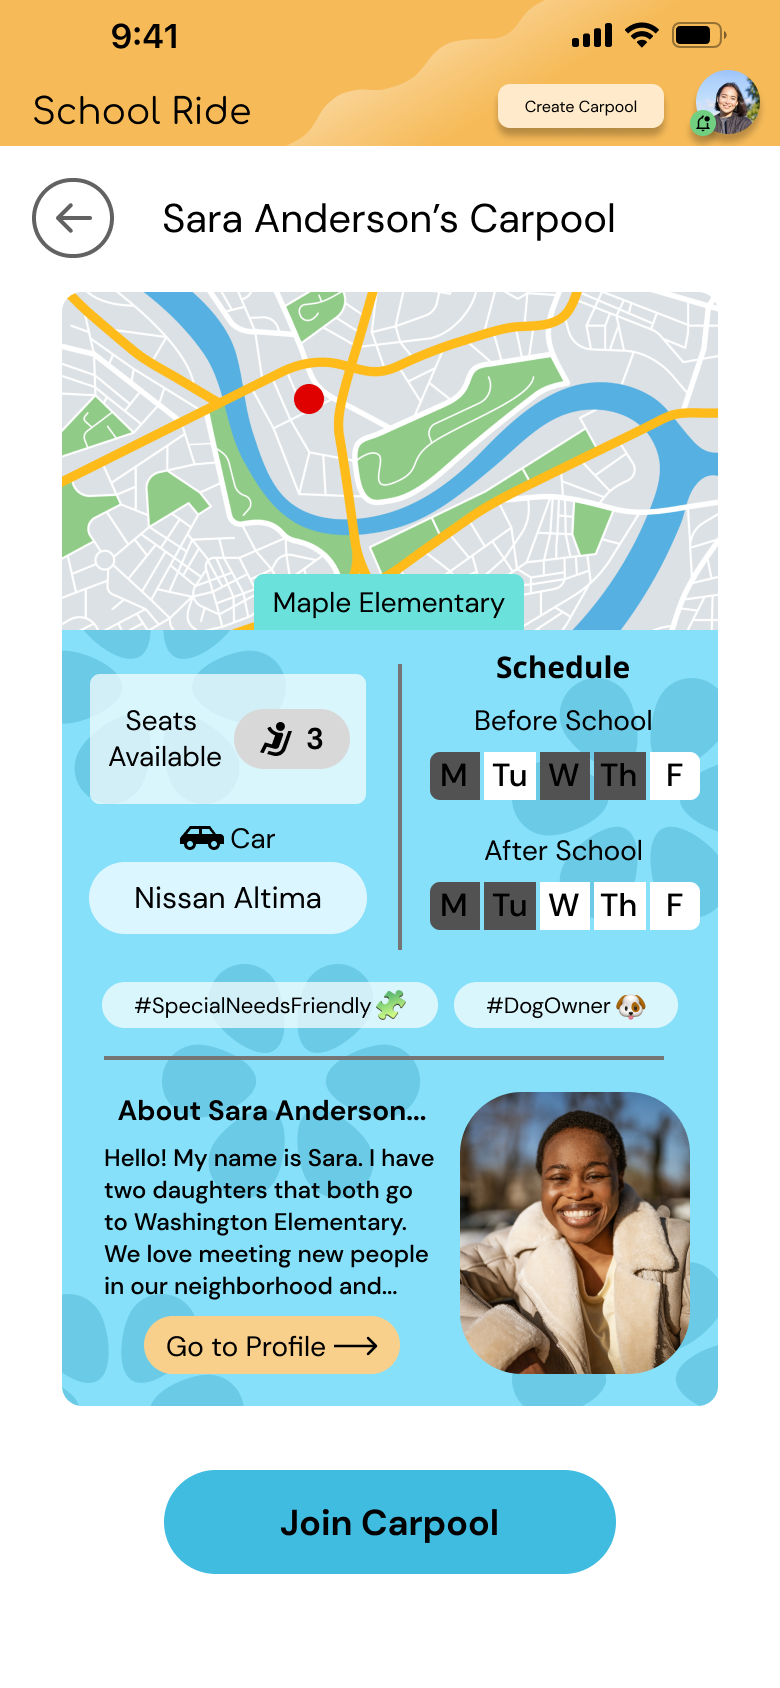 9:41
School Ride
Create Carpool
Sara Anderson’s Carpool
Maple Elementary
Seats
Available
3
Car
Nissan Altima
Schedule
Before School
M Tu W Th F
After School
M Tu W Th F
#SpecialNeedsFriendly
#DogOwner
About Sara Anderson...
Hello! My name is Sara. I have
two daughters that both go
to Washington Elementary.
We love meeting new people
in our neighborhood and...
Go to Profile
Join Carpool